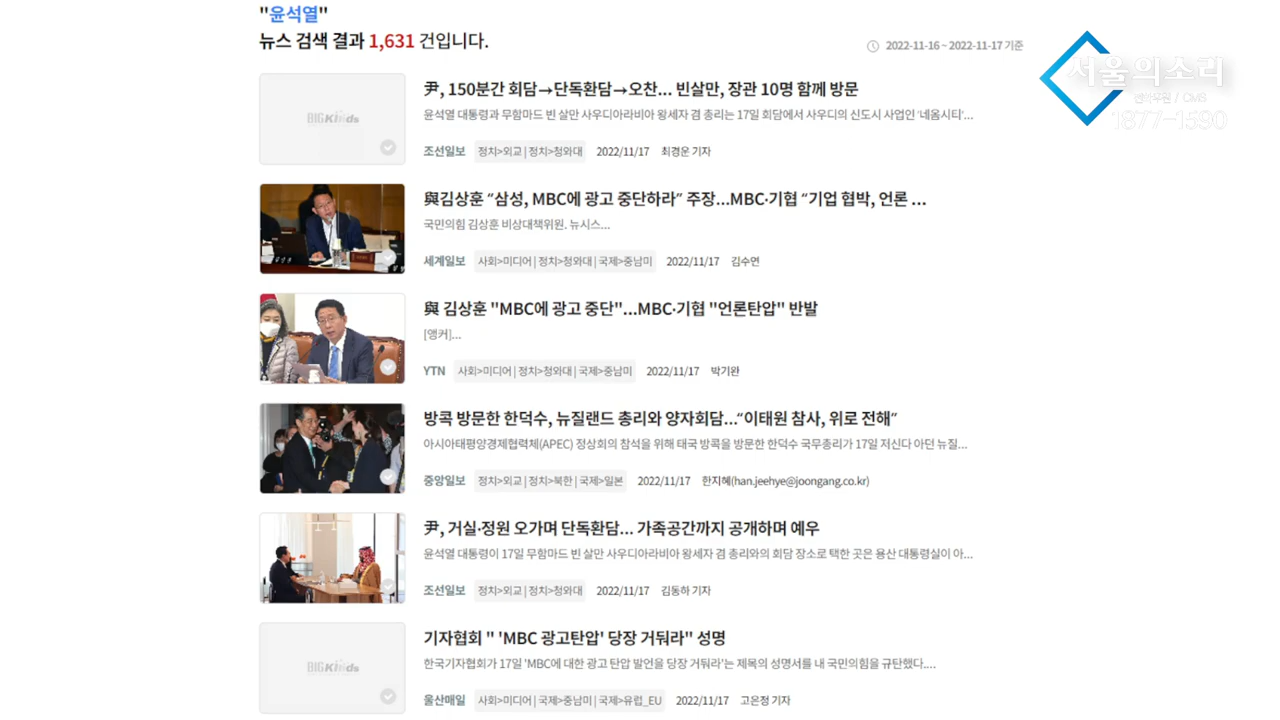 "윤석열"
뉴스 검색 결과 1,631 건입니다.
2022-11-16 ~ 2022-11-17 기준
서울의소리
1877-1590
BIGKinds
尹, 150분간 회담→단독환담→오찬... 빈살만, 장관 10명 함께 방문
윤석열 대통령과 무함마드 빈 살만 사우디아라비아 왕세자 겸 총리는 17일 회담에서 사우디의 신도시 사업인 '네옴시티'...
조선일보 정치>외교 | 정치>청와대 2022/11/17 최경운 기자
與김상훈 “삼성, MBC에 광고 중단하라” 주장...MBC·기협 “기업 협박, 언론 ...
국민의힘 김상훈 비상대책위원. 뉴시스...
세계일보 사회>미디어 | 정치>청와대 | 국제>중남미 2022/11/17 김수연
與 김상훈 "MBC에 광고 중단"...MBC·기협 "언론탄압" 반발
[앵커]...
YTN 사회>미디어 | 정치>청와대 | 국제>중남미 2022/11/17 박기완
방콕 방문한 한덕수, 뉴질랜드 총리와 양자회담...“이태원 참사, 위로 전해”
아시아태평양경제협력체(APEC) 정상회의 참석을 위해 태국 방콕을 방문한 한덕수 국무총리가 17일 저신다 아던 뉴질...
중앙일보 정치>외교 | 정치>북한 | 국제>일본 2022/11/17 한지혜(han.jeehye@joongang.co.kr)
尹, 거실·정원 오가며 단독환담... 가족공간까지 공개하며 예우
윤석열 대통령이 17일 무함마드 빈 살만 사우디아라비아 왕세자 겸 총리와의 회담 장소로 택한 곳은 용산 대통령실이 아...
조선일보 정치>외교 | 정치>청와대 2022/11/17 김동하 기자
BIGKinds
기자협회 " 'MBC 광고탄압' 당장 거둬라" 성명
한국기자협회가 17일 'MBC에 대한 광고 탄압 발언을 당장 거둬라'는 제목의 성명서를 내 국민의힘을 규탄했다....
울산매일 사회>미디어 | 국제>중남미 | 국제>유럽_EU 2022/11/17 고은정 기자